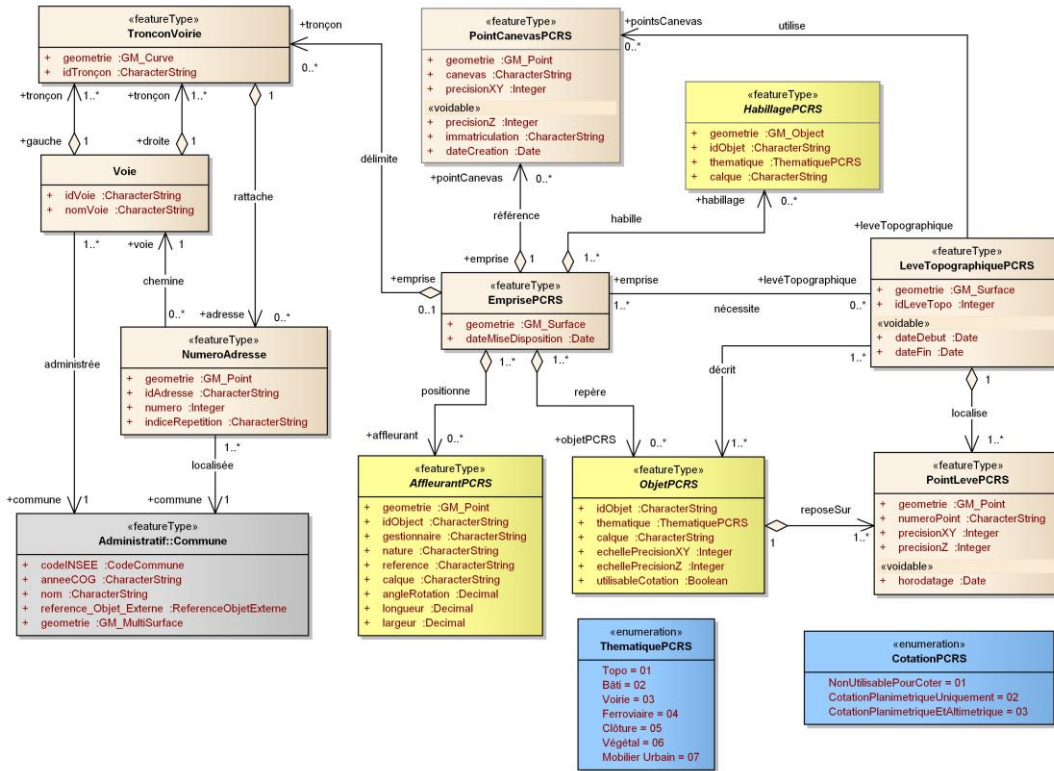 «featureType»
TronconVoirie
+ geometrie :GM_Curve
+ idTronçon :CharacterString
+tronçon
0..*
+tronçon
1..*
+tronçon
1..*
1
+gauche
1
+droite
1
Voie
+ idVoie :CharacterString
+ nomVoie :CharacterString
1..*
+voie
1
rattache
chemine
0..*
+adresse
0..*
administrée
«featureType»
NumeroAdresse
+ geometrie :GM_Point
+ idAdresse :CharacterString
+ numero :Integer
+ indiceRepetition :CharacterString
1..*
localisée
+commune
1
+commune
1
«featureType»
Administratif::Commune
+ codeINSEE :CodeCommune
+ anneeCOG :CharacterString
+ nom :CharacterString
+ reference_Objet_Externe :ReferenceObjetExterne
+ geometrie :GM_MultiSurface
délimite
+emprise
0..1
«featureType»
PointCanevasPCRS
+ geometrie :GM_Point
+ canevas :CharacterString
+ precisionXY :Integer
«voidable»
+ precisionZ :Integer
+ immatriculation :CharacterString
+ dateCreation :Date
+pointsCanevas
0..*
utilise
+pointCanevas
0..*
référence
+emprise
1
«featureType»
HabillagePCRS
+ geometrie :GM_Object
+ idObjet :CharacterString
+ thematique :ThematiquePCRS
+ calque :CharacterString
+habillage
0..*
habille
1..*
«featureType»
EmprisePCRS
+ geometrie :GM_Surface
+ dateMiseDisposition :Date
+emprise
1..*
nécessite
+levéTopographique
0..*
+leveTopographique
«featureType»
LeveTopographiquePCRS
+ geometrie :GM_Surface
+ idLeveTopo :Integer
«voidable»
+ dateDebut :Date
+ dateFin :Date
1..*
1
1..*
1..*
positionne
repère
décrit
localise
+affleurant
0..*
+objetPCRS
0..*
1..*
1..*
«featureType»
AffleurantPCRS
+ geometrie :GM_Point
+ idObject :CharacterString
+ gestionnaire :CharacterString
+ nature :CharacterString
+ reference :CharacterString
+ calque :CharacterString
+ angleRotation :Decimal
+ longueur :Decimal
+ largeur :Decimal
«featureType»
ObjetPCRS
+ idObjet :CharacterString
+ thematique :ThematiquePCRS
+ calque :CharacterString
+ echellePrecisionXY :Integer
+ echellePrecisionZ :Integer
+ utilisableCotation :Boolean
reposeSur
1
1..*
«featureType»
PointLevePCRS
+ geometrie :GM_Point
+ numeroPoint :CharacterString
+ precisionXY :Integer
+ precisionZ :Integer
«voidable»
+ horodatage :Date
«enumeration»
ThematiquePCRS
Topo = 01
Bâti = 02
Voirie = 03
Ferroviaire = 04
Clôture = 05
Végétal = 06
Mobilier Urbain = 07
«enumeration»
CotationPCRS
NonUtilisablePourCoter = 01
CotationPlanimetriqueUniquement = 02
CotationPlanimetriqueEtAltimetrique = 03